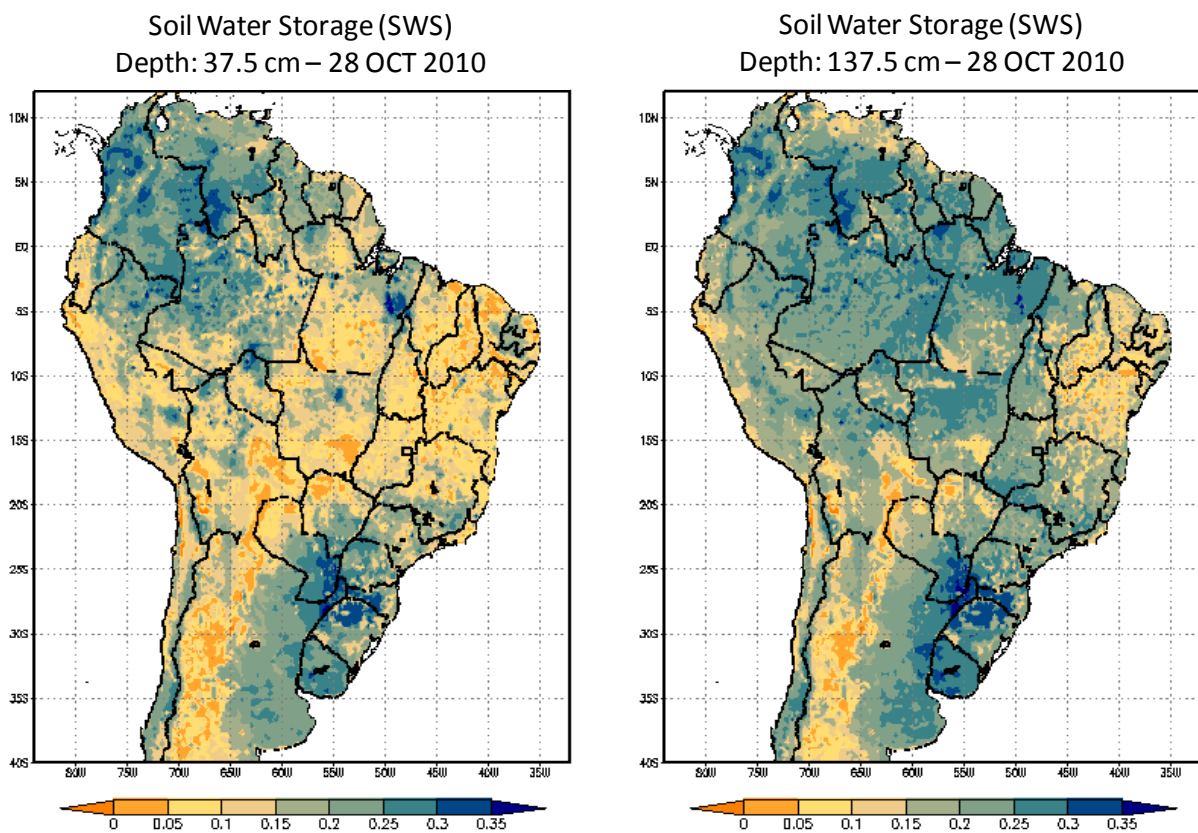 Soil Water Storage (SWS)
Depth: 37.5 cm – 28 OCT 2010
10N
5N
EQ
5S
10S
15S
20S
25S
30S
35S
40S
80W 75W 70W 65W 60W 55W 50W 45W 40W 35W
0 0.05 0.1 0.15 0.2 0.25 0.3 0.35
Soil Water Storage (SWS)
Depth: 137.5 cm – 28 OCT 2010
10N
5N
EQ
5S
10S
15S
20S
25S
30S
35S
40S
80W 75W 70W 65W 60W 55W 50W 45W 40W 35W
0 0.05 0.1 0.15 0.2 0.25 0.3 0.35